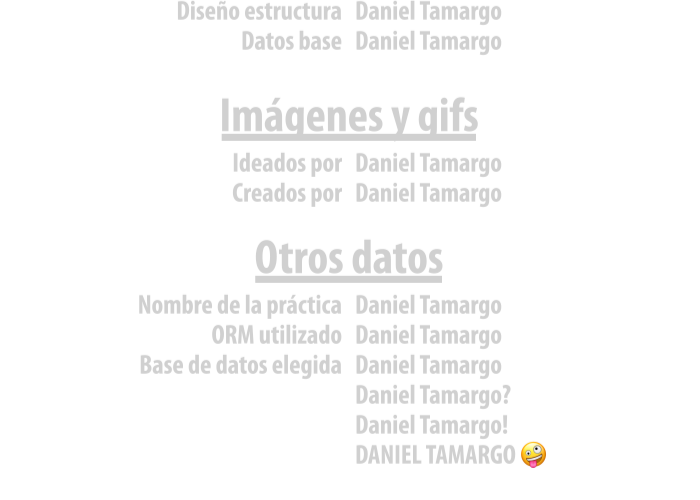 Diseño estructura Daniel Tamargo
Datos base Daniel Tamargo
Imágenes y gifs
Ideados por Daniel Tamargo
Creados por Daniel Tamargo
Otros datos
Nombre de la práctica Daniel Tamargo
ORM utilizado Daniel Tamargo
Base de datos elegida Daniel Tamargo
Daniel Tamargo?
Daniel Tamargo!
DANIEL TAMARGO 🤪